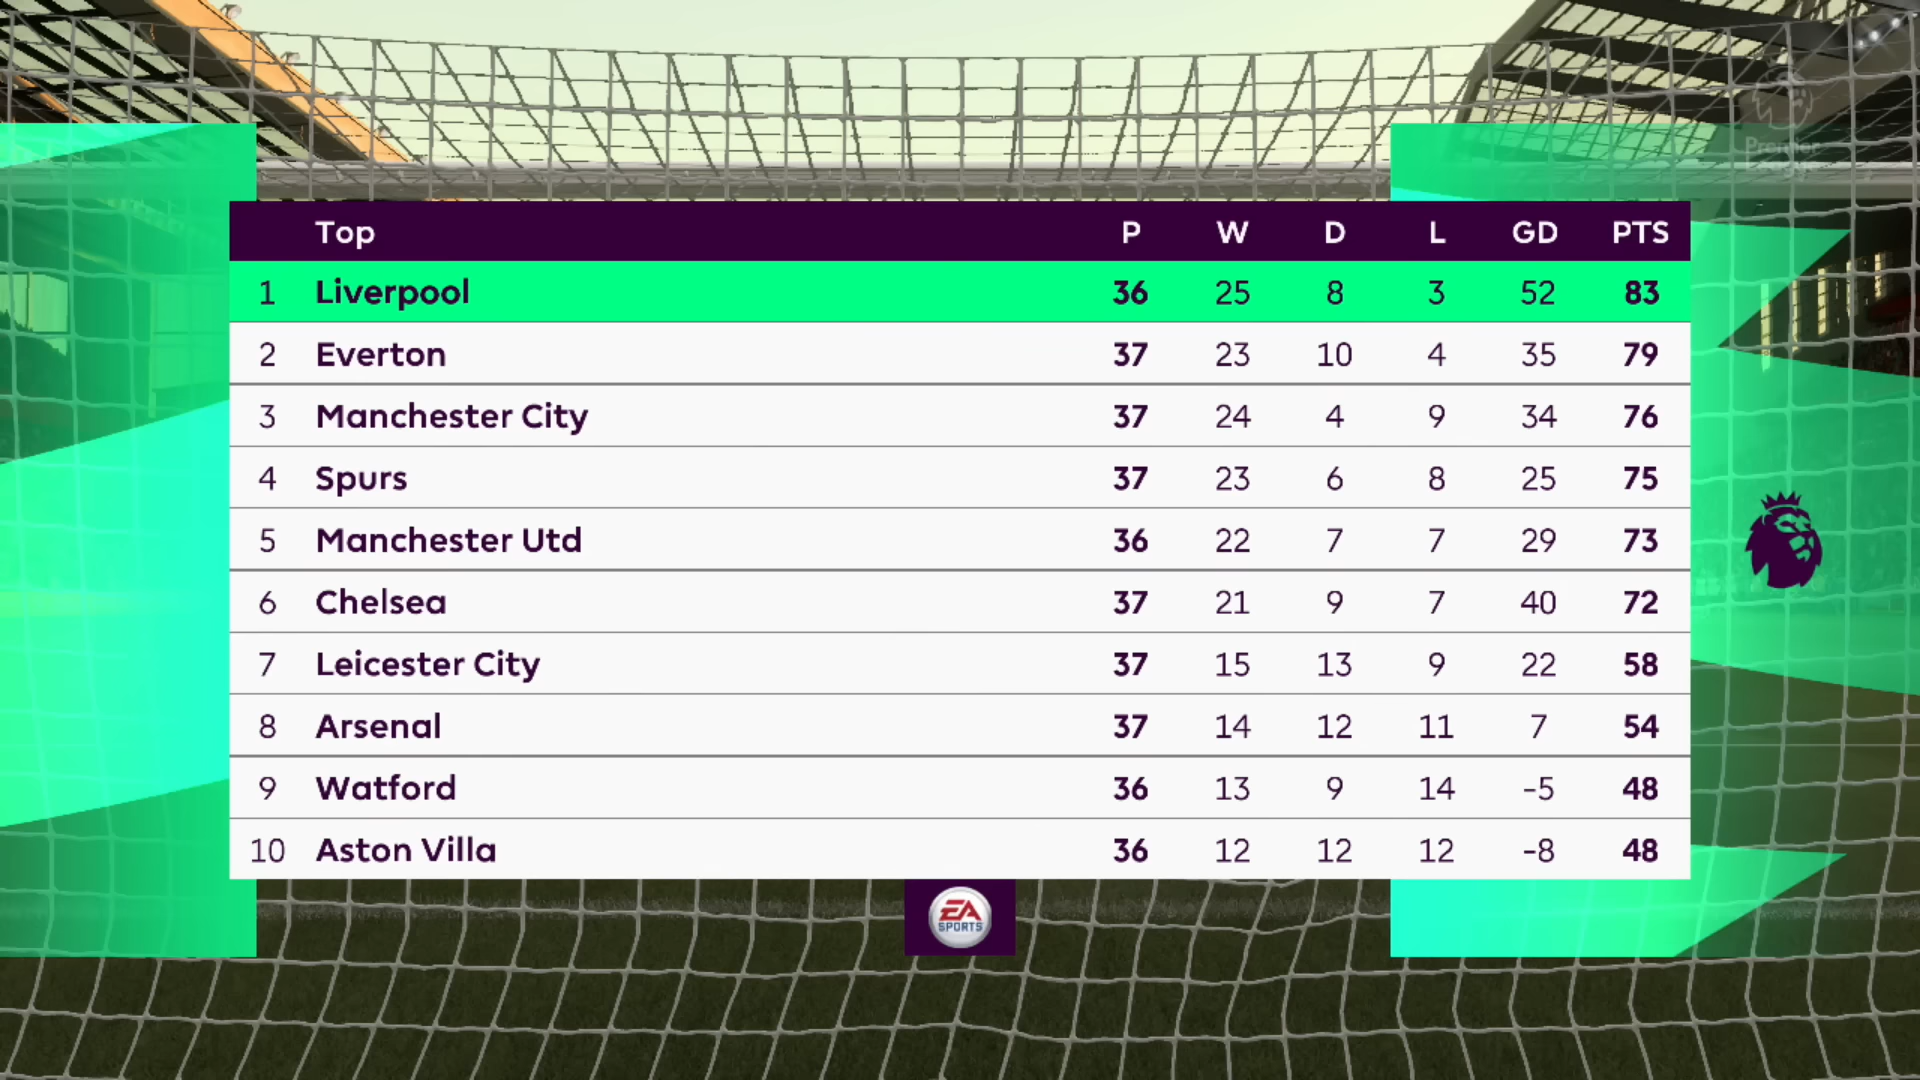 Premier
League
Top P W D L GD PTS
1 Liverpool 36 25 8 3 52 83
2 Everton 37 23 10 4 35 79
3 Manchester City 37 24 4 9 34 76
4 Spurs 37 23 6 8 25 75
5 Manchester Utd 36 22 7 7 29 73
6 Chelsea 37 21 9 7 40 72
7 Leicester City 37 15 13 9 22 58
8 Arsenal 37 14 12 11 7 54
9 Watford 36 13 9 14 -5 48
10 Aston Villa 36 12 12 12 -8 48
EA
SPORTS